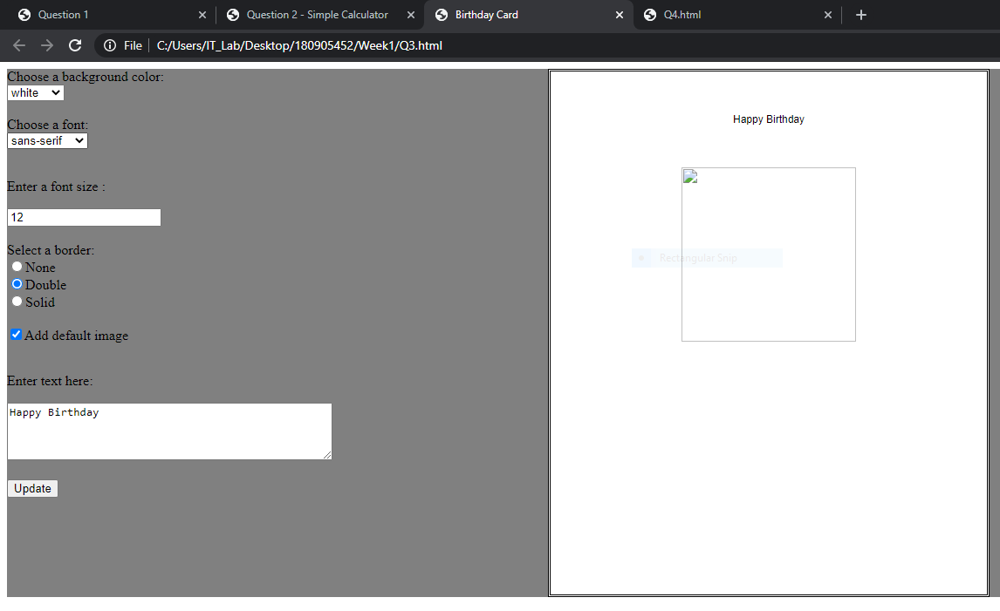 Question 1
Question 2 - Simple Calculator
Birthday Card
Q4.html
File
C:/Users/IT_Lab/Desktop/180905452/Week1/Q3.html
Choose a background color:
white
Choose a font:
sans-serif
Enter a font size :
12
Select a border:
None
Double
Solid
Add default image
Enter text here:
Happy Birthday
Update
Happy Birthday
Rectangular Snip